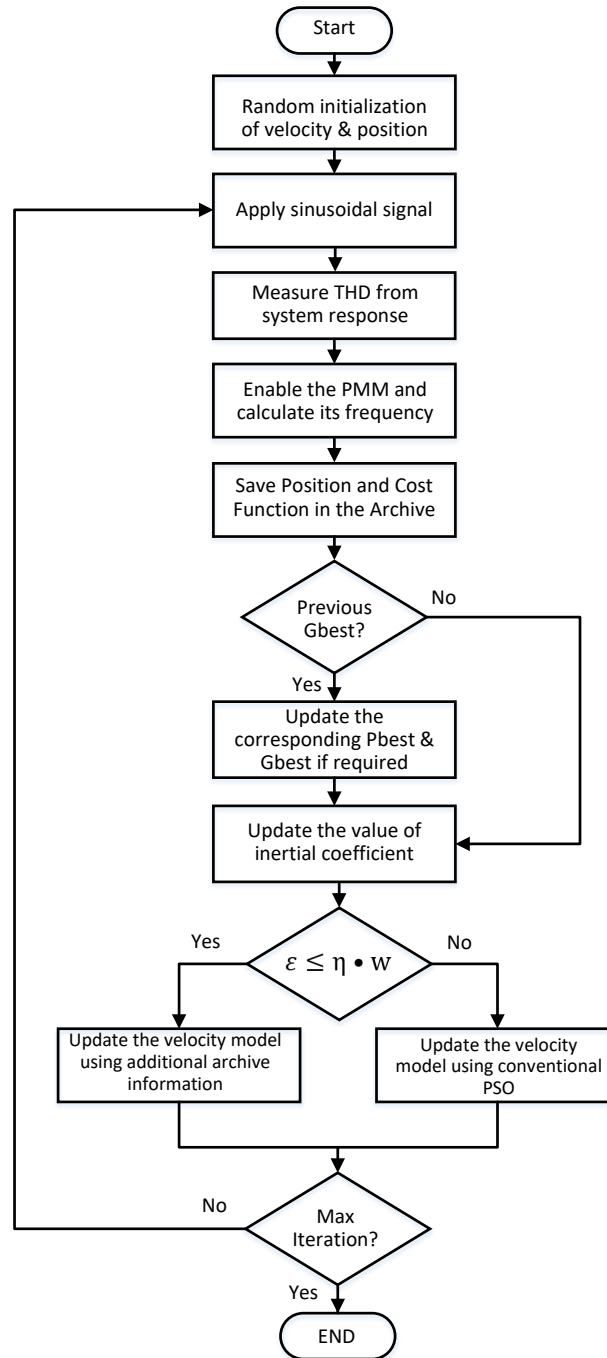 Start
Random initialization
of velocity & position
Apply sinusoidal signal
Measure THD from
system response
Enable the PMM and
calculate its frequency
Save Position and Cost
Function in the Archive
Previous
Gbest?
No
Yes
Update the
corresponding Pbest &
Gbest if required
Update the value of
inertial coefficient
Yes
ε ≤ η • w
No
Update the velocity model
using additional archive
information
Update the velocity
model using conventional
PSO
No
Max
Iteration?
Yes
END